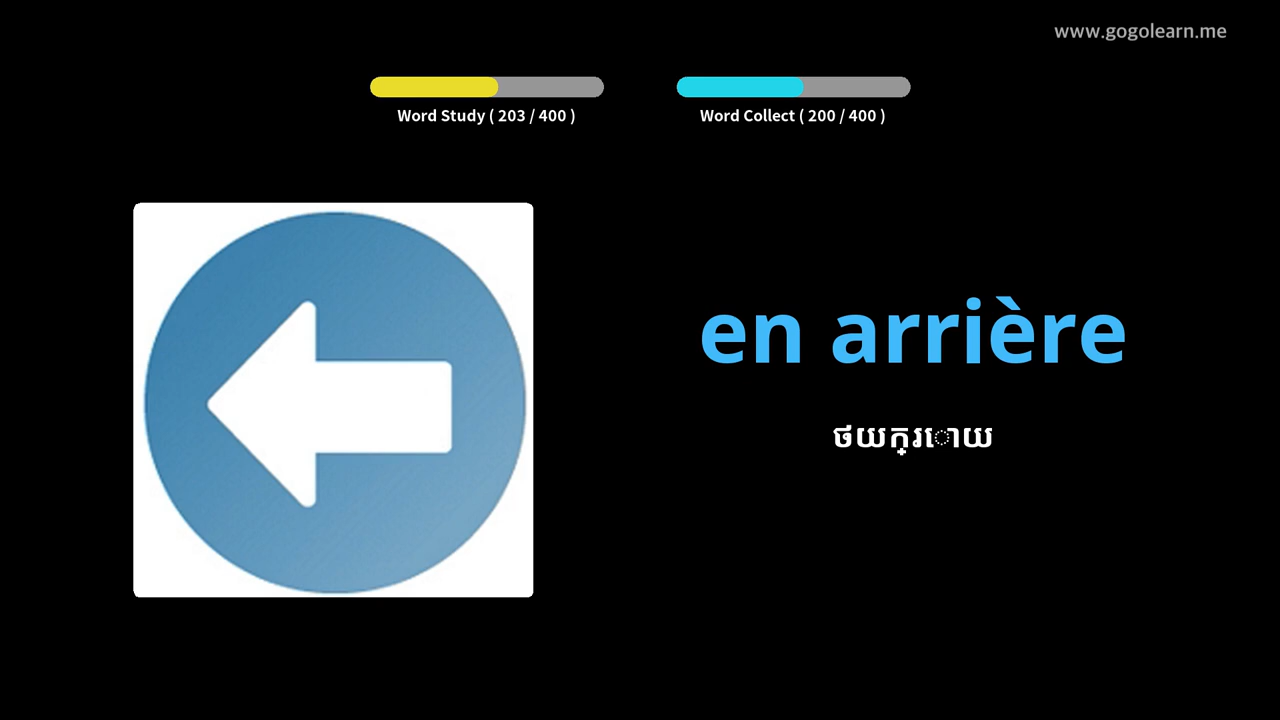 www.gogolearn.me
Word Study ( 203 / 400 )
Word Collect ( 200 / 400 )
en arrière
ថយក្រោយ